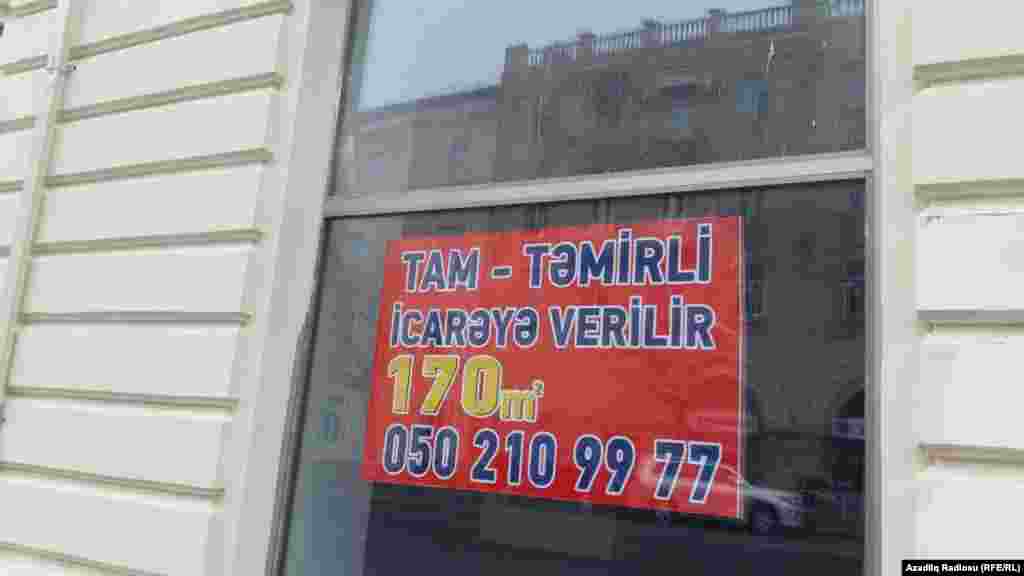 TAM - TƏMİRLİ
İCARƏYƏ VERİLİR
170m²
050 210 99 77
Azadlıq Radiosu (RFE/RL)